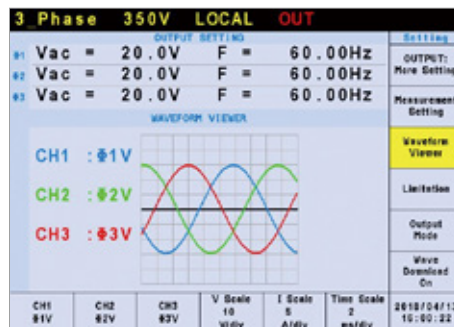 3_Phase 350V LOCAL OUT
Setting
OUTPUT SETTING
Φ1 Vac = 20.0V F = 60.00Hz
Φ2 Vac = 20.0V F = 60.00Hz
Φ3 Vac = 20.0V F = 60.00Hz
WAVEFORM VIEWER
CH1 :Φ1V
CH2 :Φ2V
CH3 :Φ3V
OUTPUT:
More Setting
Measurement
Setting
Waveform
Viewer
Limitation
Output
Mode
Wave
Download
On
CH1
Φ1V
CH2
Φ2V
CH3
Φ3V
V Scale
10
V/div
I Scale
5
A/div
Time Scale
2
ms/div
2018/04/13
15:00:22